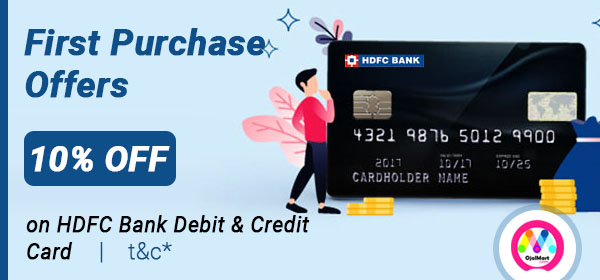 First Purchase
Offers
10% OFF
on HDFC Bank Debit & Credit
Card | t&c*
HDFC BANK
4321 9876 5012 9900
2017 10/17 10/25
CARDHOLDER NAME
OjalMart